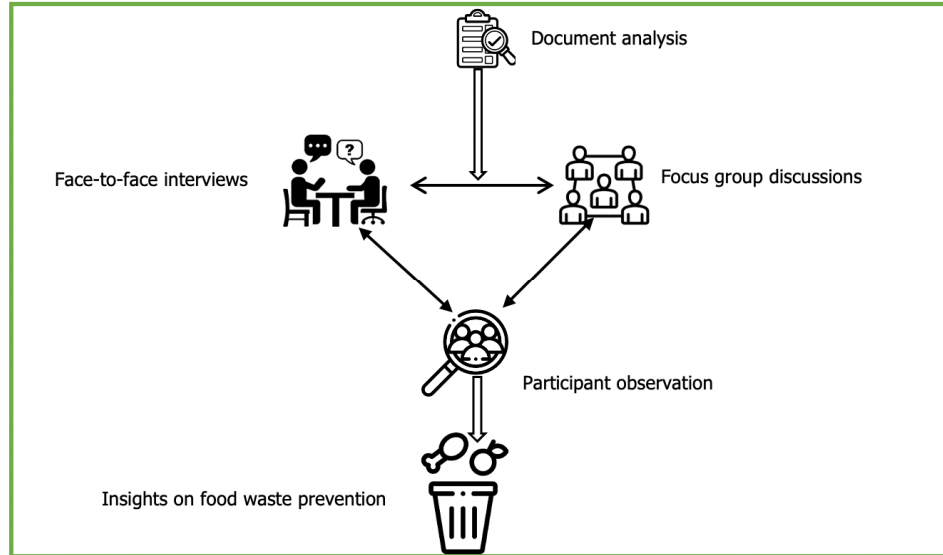 Document analysis
Face-to-face interviews
?
Focus group discussions
Participant observation
Insights on food waste prevention